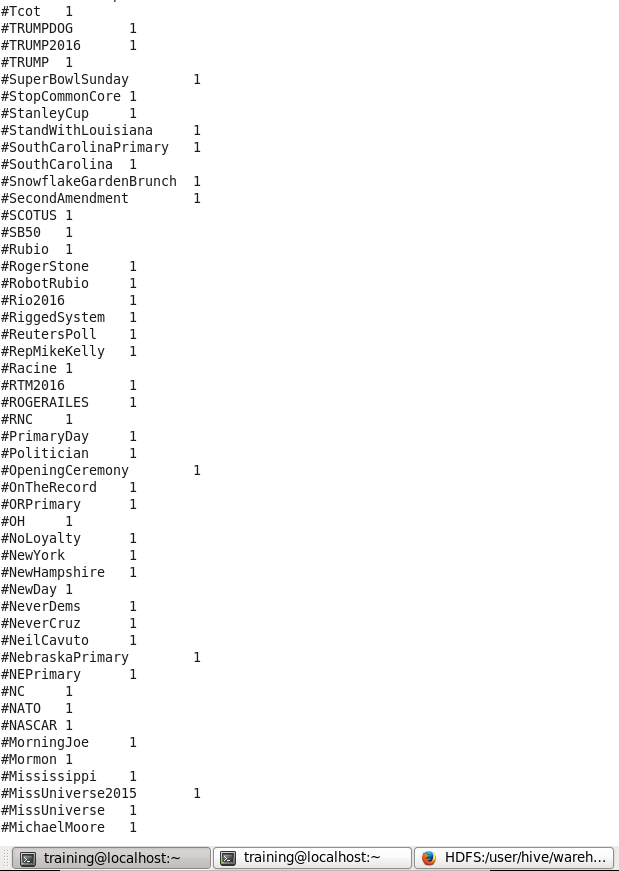 #Tcot 1
#TRUMPDOG 1
#TRUMP2016 1
#TRUMP 1
#SuperBowlSunday 1
#StopCommonCore 1
#StanleyCup 1
#StandWithLouisiana 1
#SouthCarolinaPrimary 1
#SouthCarolina 1
#SnowflakeGardenBrunch 1
#SecondAmendment 1
#SCOTUS 1
#SB50 1
#Rubio 1
#RogerStone 1
#RobotRubio 1
#Rio2016 1
#RiggedSystem 1
#ReutersPoll 1
#RepMikeKelly 1
#Racine 1
#RTM2016 1
#ROGERAILES 1
#RNC 1
#PrimaryDay 1
#Politician 1
#OpeningCeremony 1
#OnTheRecord 1
#ORPrimary 1
#OH 1
#NoLoyalty 1
#NewYork 1
#NewHampshire 1
#NewDay 1
#NeverDems 1
#NeverCruz 1
#NeilCavuto 1
#NebraskaPrimary 1
#NEPrimary 1
#NC 1
#NATO 1
#NASCAR 1
#MorningJoe 1
#Mormon 1
#Mississippi 1
#MissUniverse2015 1
#MissUniverse 1
#MichaelMoore 1
training@localhost:~ training@localhost:~ HDFS:/user/hive/wareh...